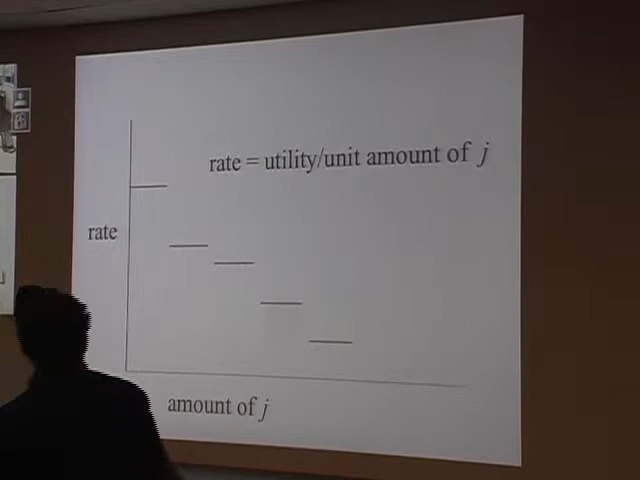 rate = utility/unit amount of j
rate
amount of j